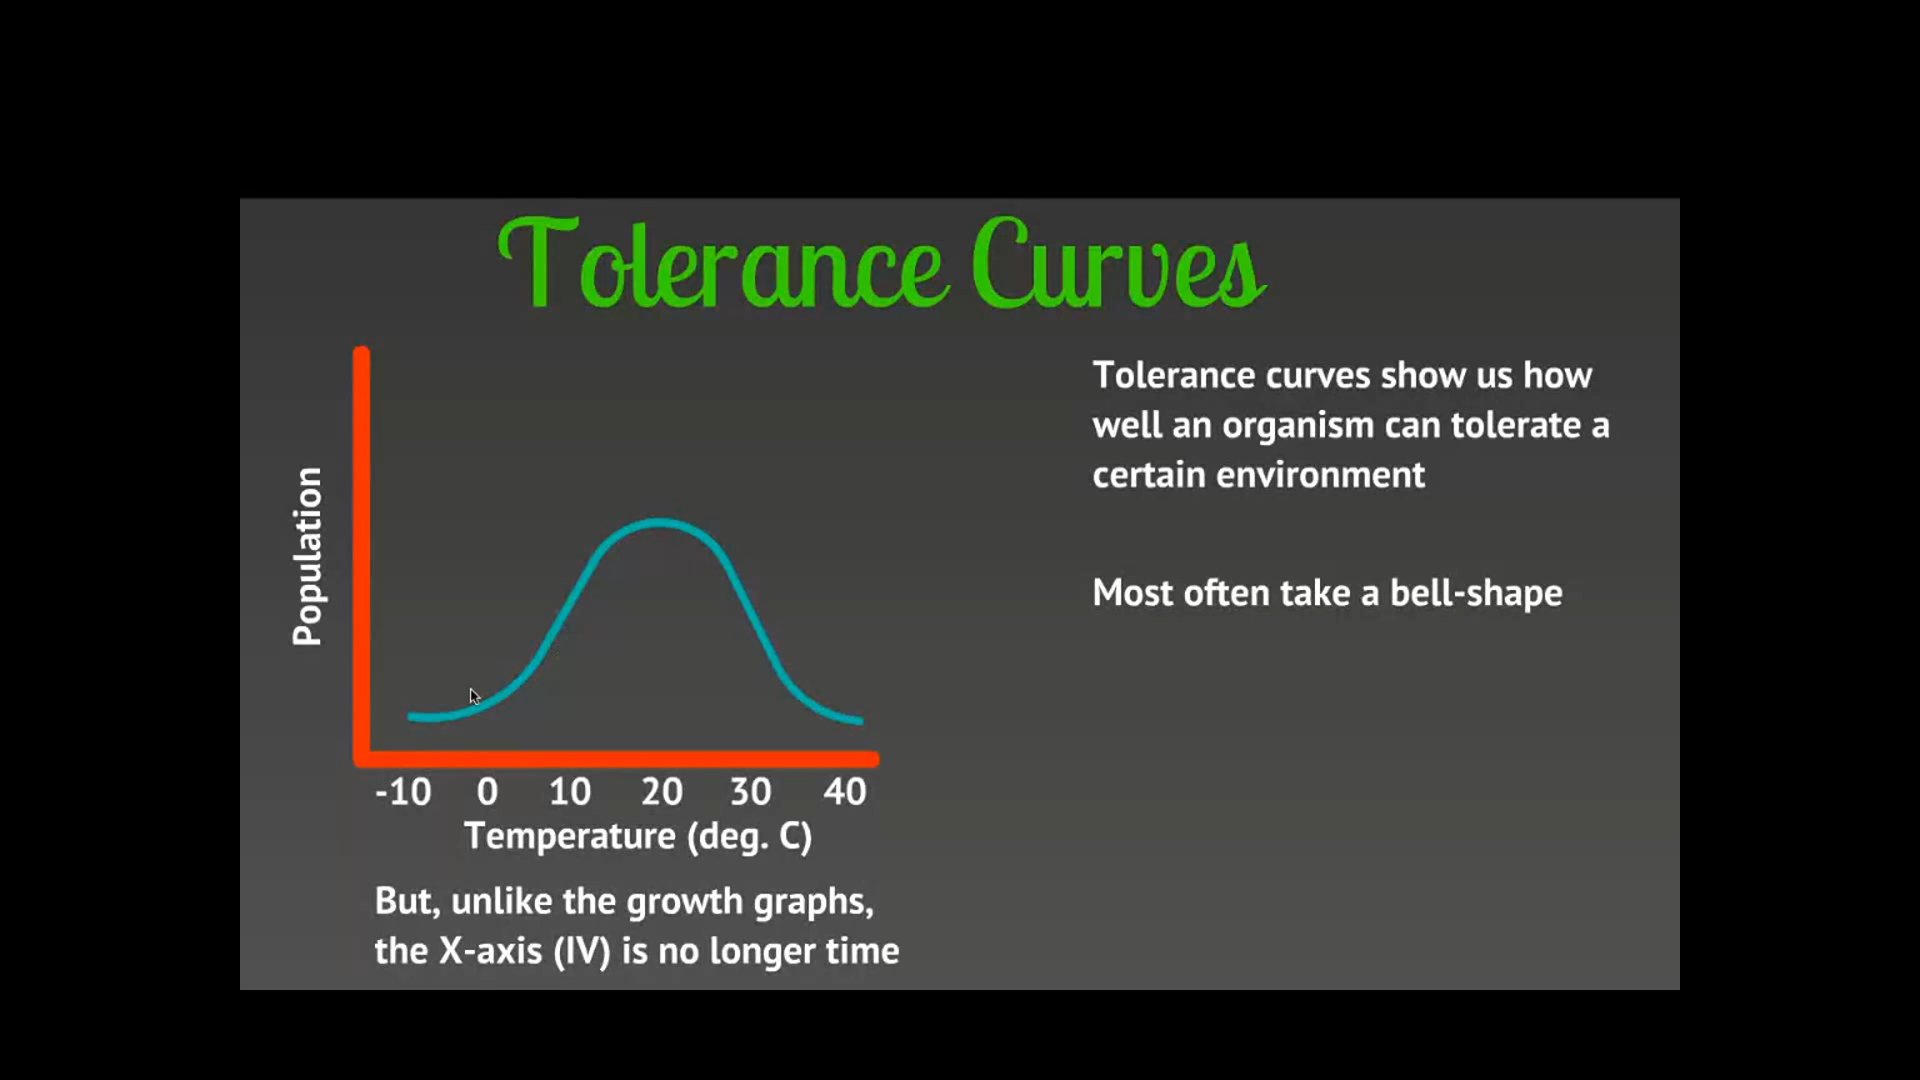 Tolerance Curves
Tolerance curves show us how
well an organism can tolerate a
certain environment
Most often take a bell-shape
Population
-10 0 10 20 30 40
Temperature (deg. C)
But, unlike the growth graphs,
the X-axis (IV) is no longer time